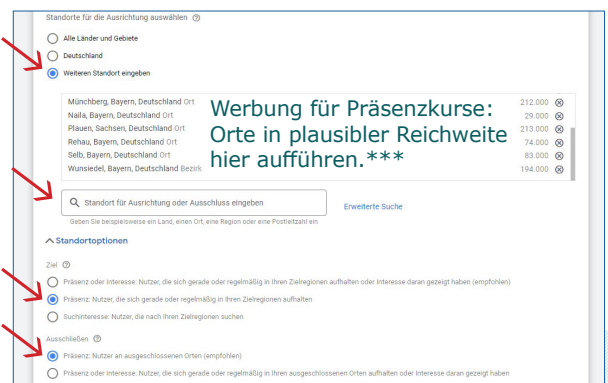 Standorte für die Ausrichtung auswählen
Alle Länder und Gebiete
Deutschland
Weiteren Standort eingeben
Münchberg, Bayern, Deutschland Ort 212.000
Naila, Bayern, Deutschland Ort 29.000
Plauen, Sachsen, Deutschland Ort 213.000
Rehau, Bayern, Deutschland Ort 74.000
Selb, Bayern, Deutschland Ort 83.000
Wunsiedel, Bayern, Deutschland Bezirk 194.000
Werbung für Präsenzkurse:
Orte in plausibler Reichweite
hier aufführen.***
Standort für Ausrichtung oder Ausschluss eingeben
Erweiterte Suche
Geben Sie beispielsweise ein Land, einen Ort, eine Region oder eine Postleitzahl ein
Standortoptionen
Ziel
Präsenz oder Interesse: Nutzer, die sich gerade oder regelmäßig in Ihren Zielregionen aufhalten oder Interesse daran gezeigt haben (empfohlen)
Präsenz: Nutzer, die sich gerade oder regelmäßig in Ihren Zielregionen aufhalten
Suchinteresse: Nutzer, die nach Ihren Zielregionen suchen
Ausschließen
Präsenz: Nutzer an ausgeschlossenen Orten (empfohlen)
Präsenz oder Interesse: Nutzer, die sich gerade oder regelmäßig in Ihren ausgeschlossenen Orten aufhalten oder Interesse daran gezeigt haben